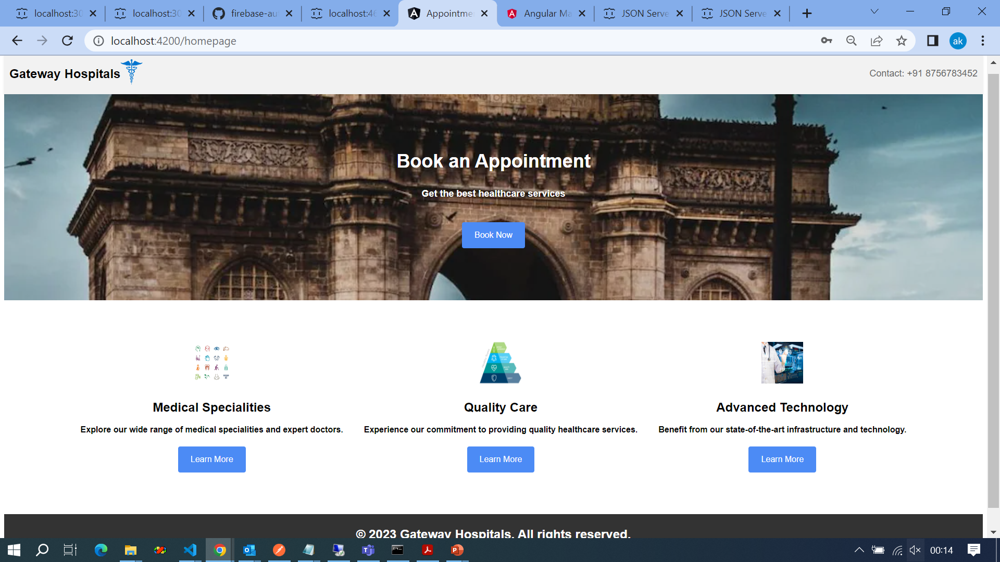 localhost:30
localhost:30
firebase-aut
localhost:46
Appointmen
Angular Ma
JSON Serve
JSON Serve
localhost:4200/homepage
ak
Gateway Hospitals
Contact: +91 8756783452
Book an Appointment
Get the best healthcare services
Book Now
Medical Specialities
Quality Care
Advanced Technology
Explore our wide range of medical specialities and expert doctors.
Experience our commitment to providing quality healthcare services.
Benefit from our state-of-the-art infrastructure and technology.
Learn More
Learn More
Learn More
© 2023 Gateway Hospitals. All rights reserved.
00:14